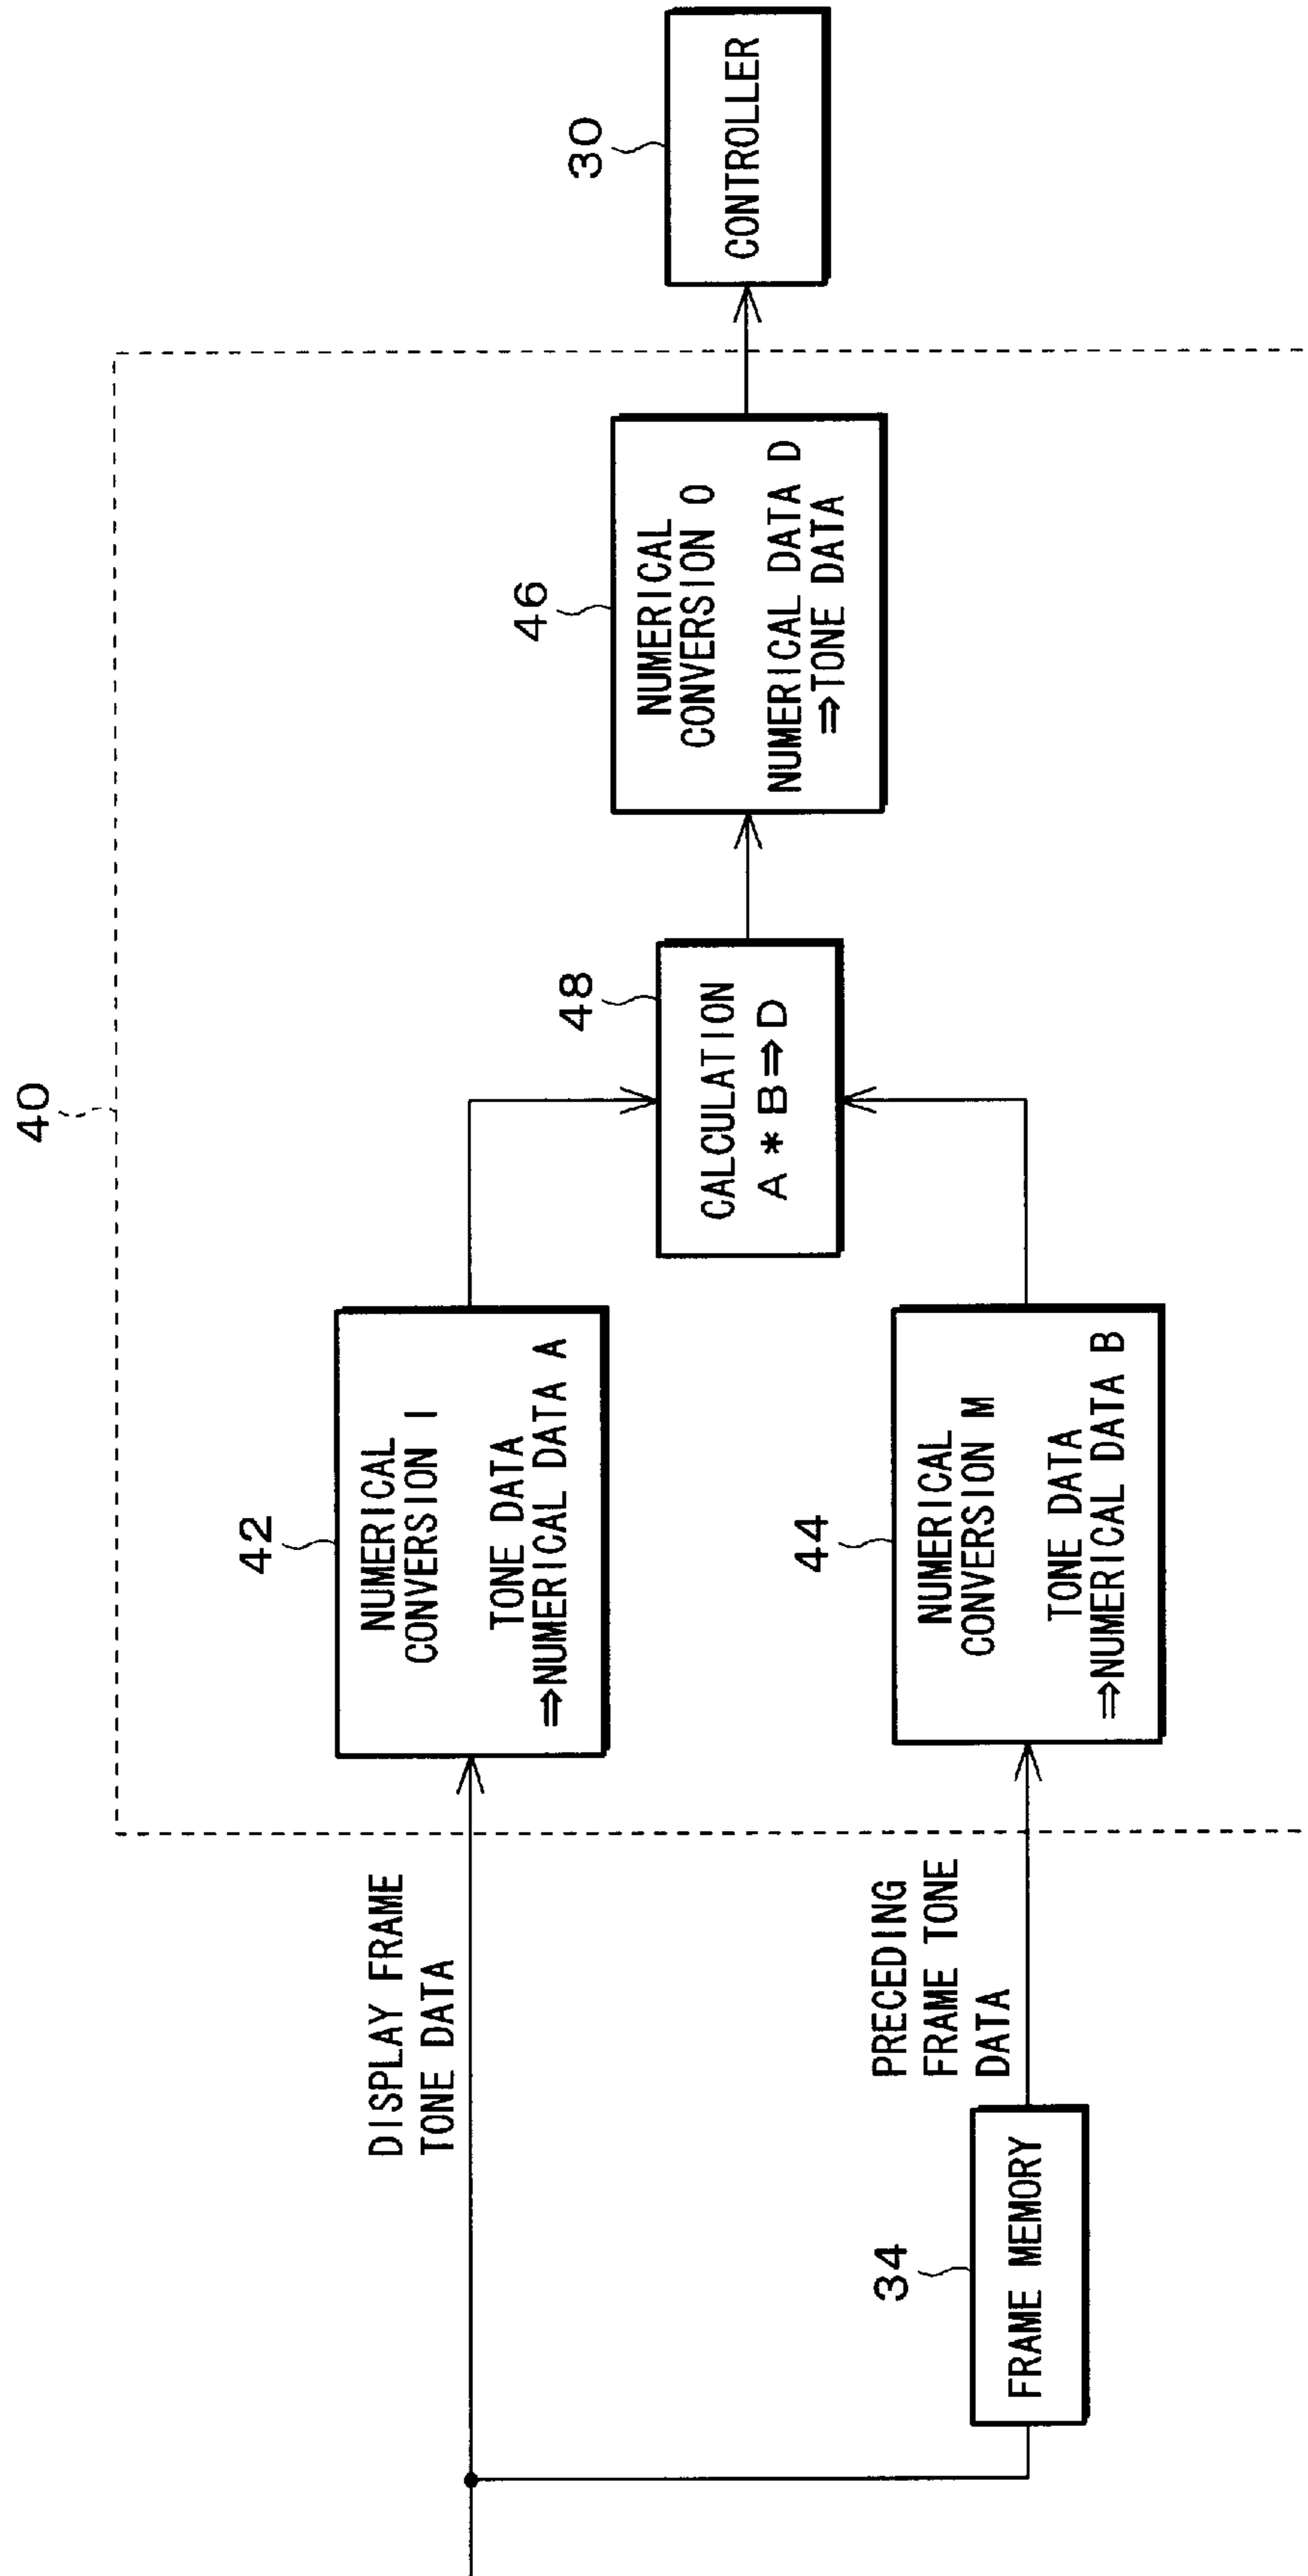 40
DISPLAY FRAME
TONE DATA
42
NUMERICAL
CONVERSION I
TONE DATA
⇒NUMERICAL DATA A
48
CALCULATION
A * B⇒D
46
NUMERICAL
CONVERSION O
NUMERICAL DATA D
⇒TONE DATA
30
CONTROLLER
34
FRAME MEMORY
PRECEDING
FRAME TONE
DATA
44
NUMERICAL
CONVERSION M
TONE DATA
⇒NUMERICAL DATA B